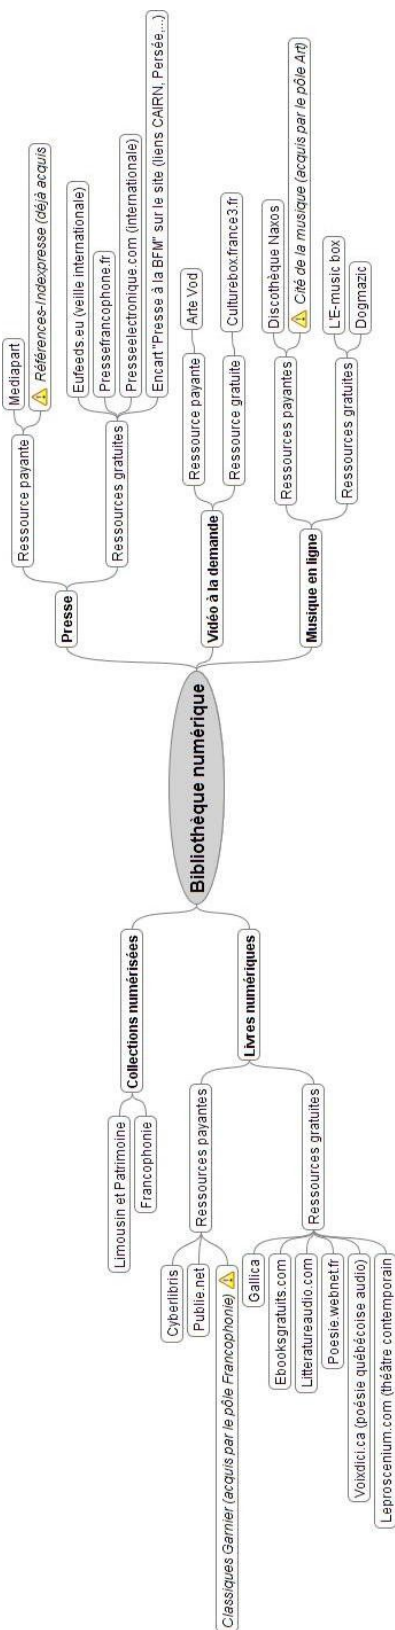 Bibliothèque numérique
Collections numérisées
Limousin et Patrimoine
Francophonie
Livres numériques
Ressources payantes
Cyberlibris
Publie.net
Classiques Garnier (acquis par le pôle Francophonie)
Ressources gratuites
Gallica
Ebooksgratuits.com
Litteratureaudio.com
Poesie.webnet.fr
Voixdici.ca (poésie québécoise audio)
Leproscenium.com (théâtre contemporain
Presse
Ressource payante
Mediapart
Références-Indexpresse (déjà acquis
Ressources gratuites
Eufeeds.eu (veille internationale)
Pressefrancophone.fr
Presseelectronique.com (internationale)
Encart "Presse à la BFM" sur le site (liens CAIRN, Persée,...)
Vidéo à la demande
Ressource payante
Arte Vod
Ressource gratuite
Culturebox.france3.fr
Musique en ligne
Ressources payantes
Discothèque Naxos
Cité de la musique (acquis par le pôle Art)
Ressources gratuites
L'E-music box
Dogmazic